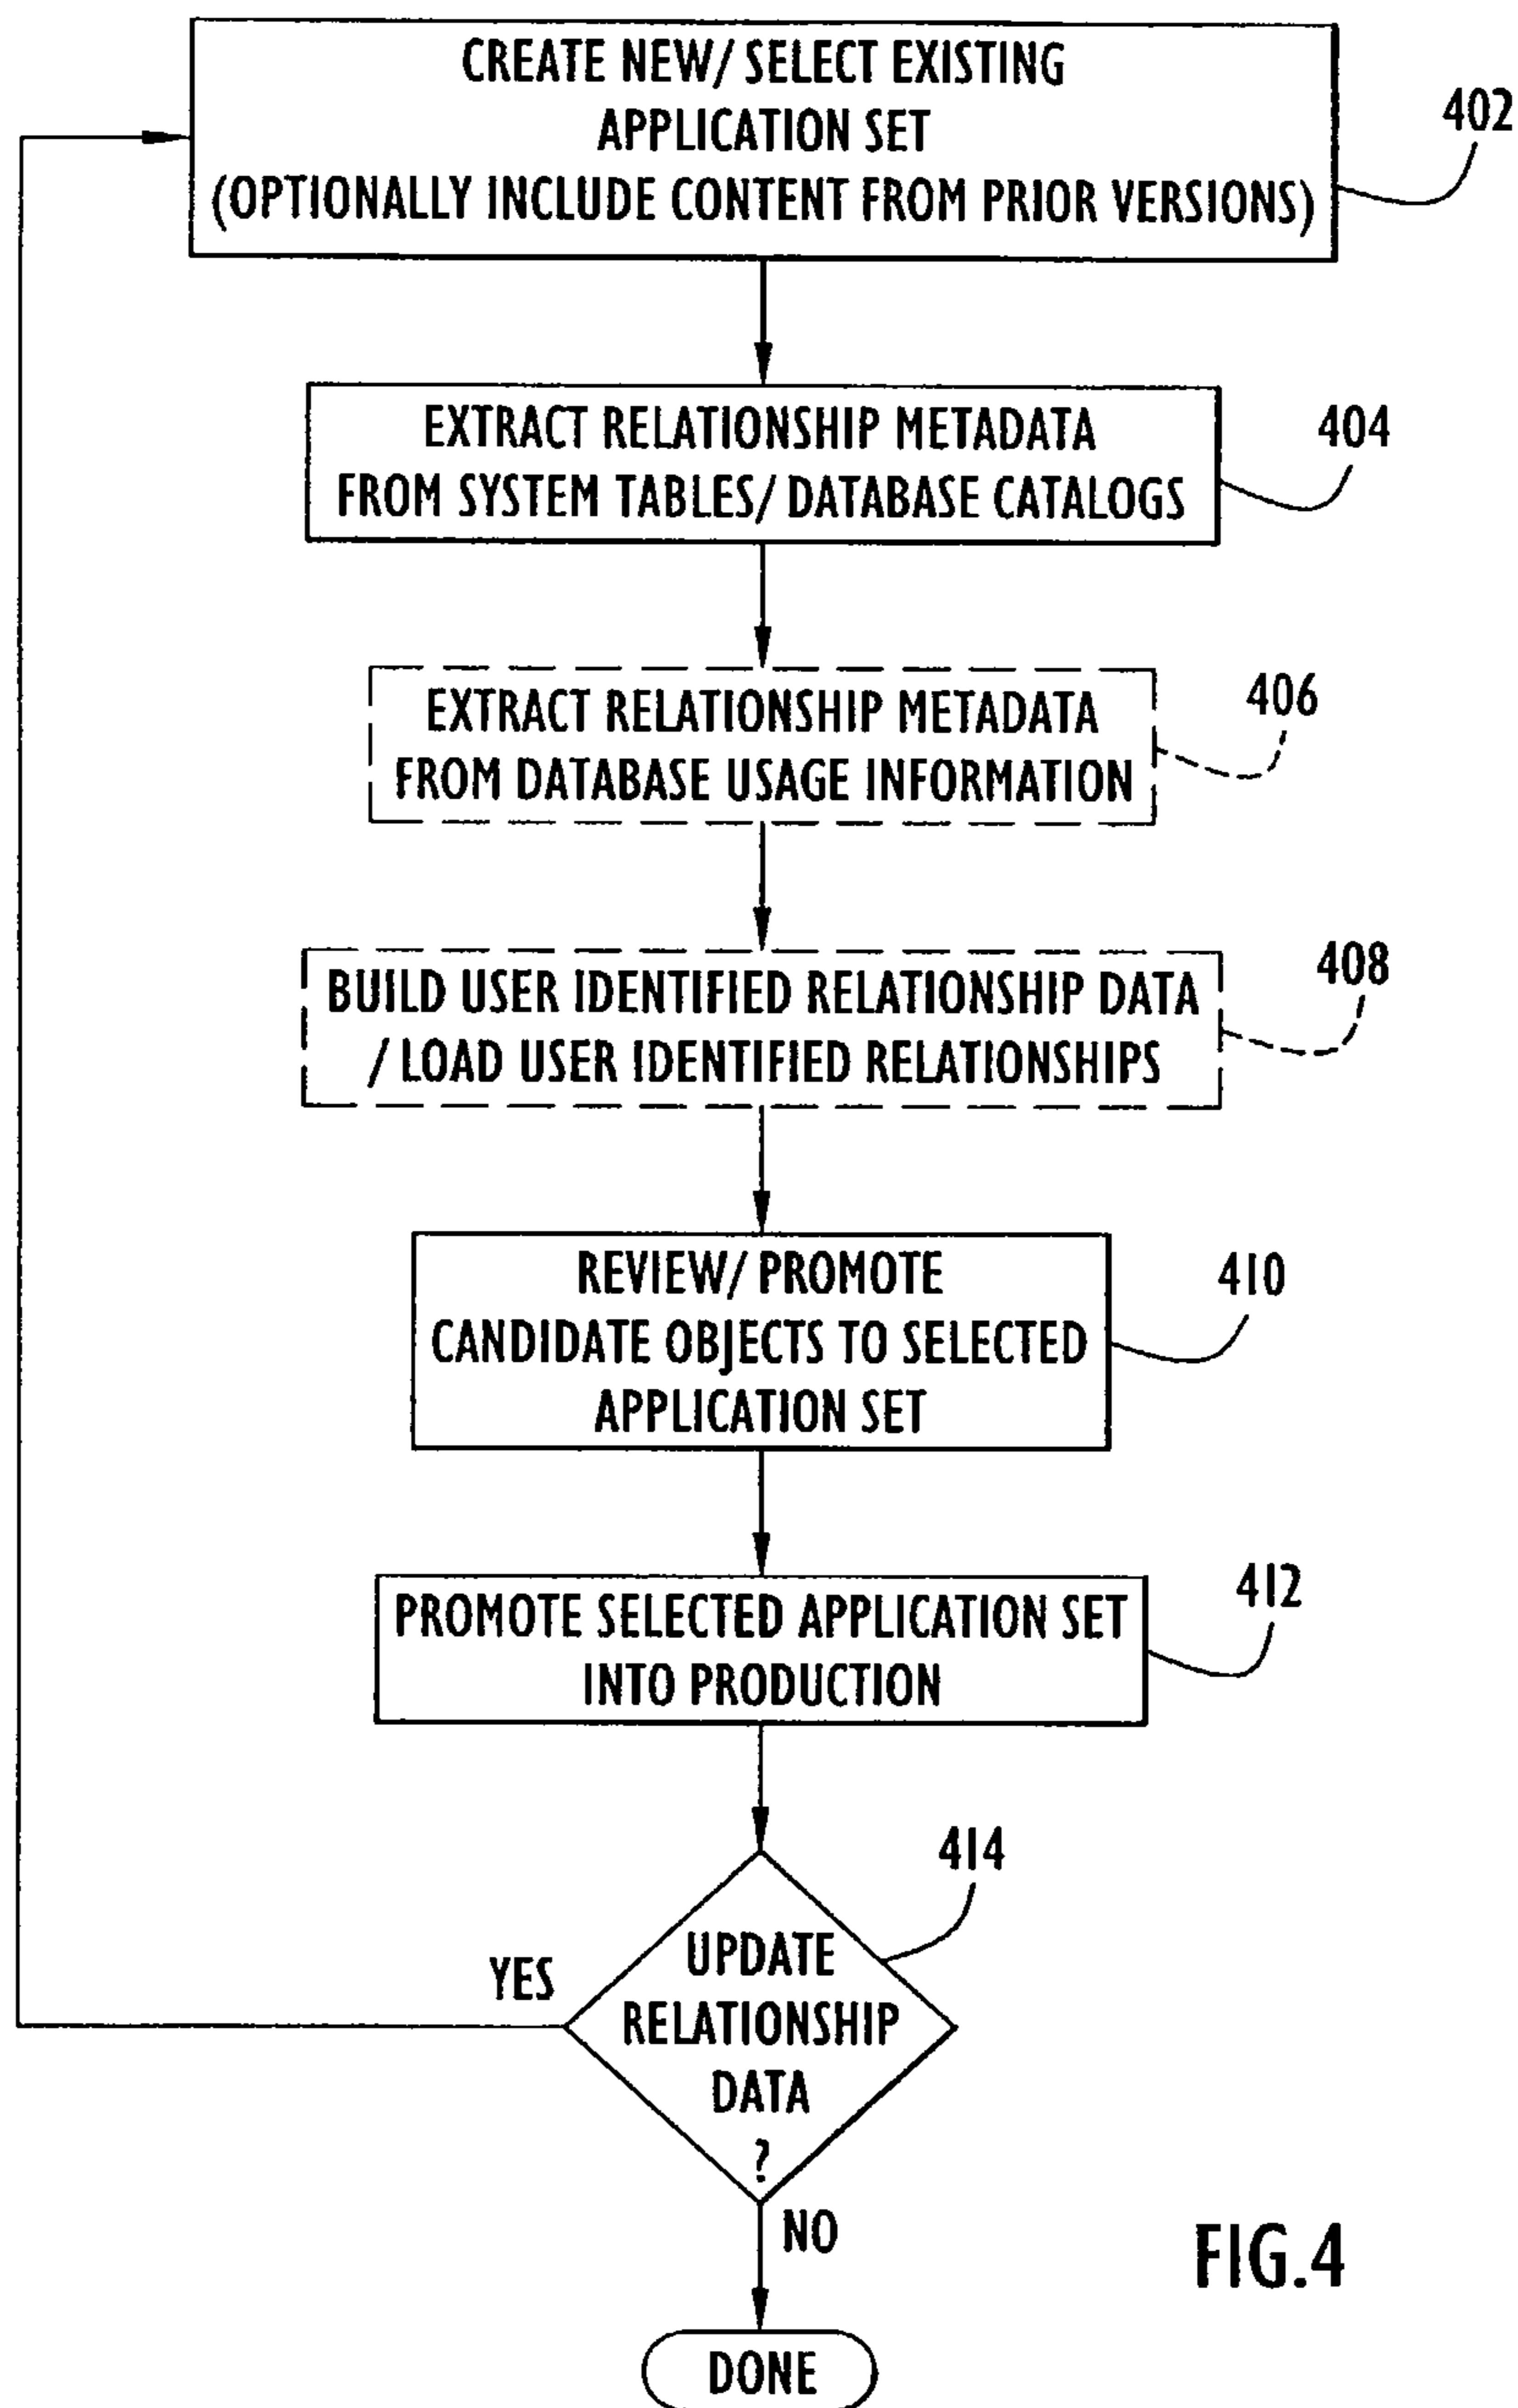 CREATE NEW/ SELECT EXISTING
APPLICATION SET
(OPTIONALLY INCLUDE CONTENT FROM PRIOR VERSIONS)
402
EXTRACT RELATIONSHIP METADATA
FROM SYSTEM TABLES/ DATABASE CATALOGS
404
EXTRACT RELATIONSHIP METADATA
FROM DATABASE USAGE INFORMATION
406
BUILD USER IDENTIFIED RELATIONSHIP DATA
/ LOAD USER IDENTIFIED RELATIONSHIPS
408
REVIEW/ PROMOTE
CANDIDATE OBJECTS TO SELECTED
APPLICATION SET
410
PROMOTE SELECTED APPLICATION SET
INTO PRODUCTION
412
414
UPDATE
RELATIONSHIP
DATA
?
YES
NO
DONE
FIG.4